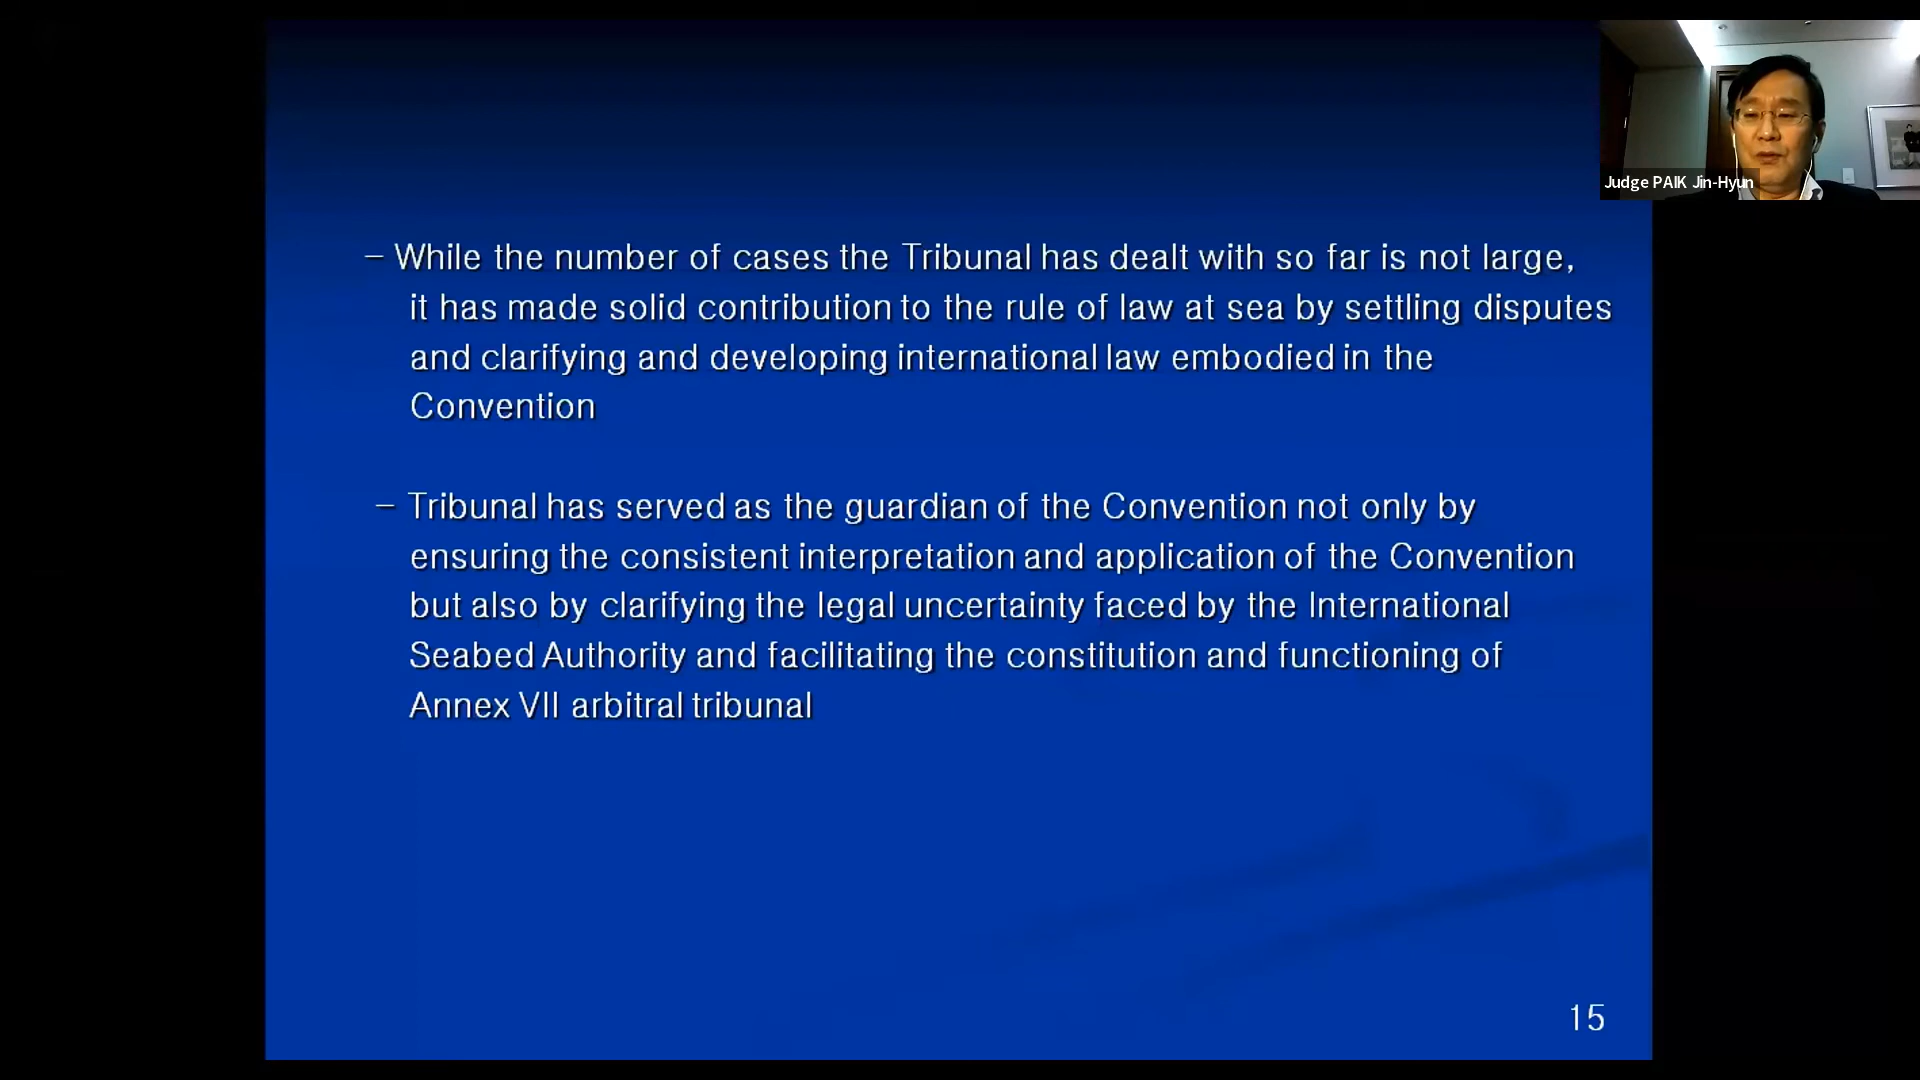 Judge PAIK Jin-Hyun
– While the number of cases the Tribunal has dealt with so far is not large,
it has made solid contribution to the rule of law at sea by settling disputes
and clarifying and developing international law embodied in the
Convention
– Tribunal has served as the guardian of the Convention not only by
ensuring the consistent interpretation and application of the Convention
but also by clarifying the legal uncertainty faced by the International
Seabed Authority and facilitating the constitution and functioning of
Annex VII arbitral tribunal
15